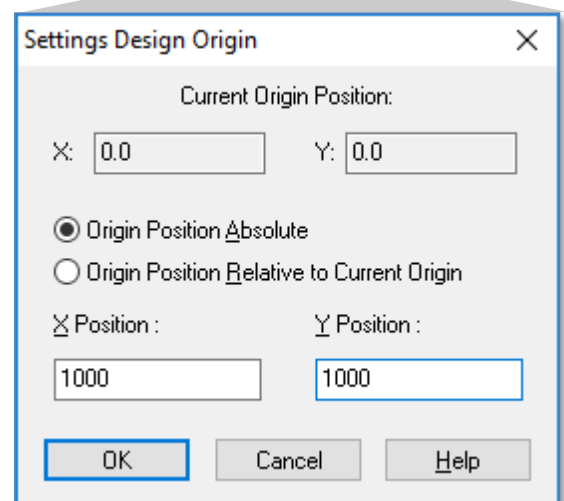 Settings Design Origin
Current Origin Position:
X: 0.0 Y: 0.0
Origin Position Absolute
Origin Position Relative to Current Origin
X Position : Y Position :
1000 1000
OK Cancel Help